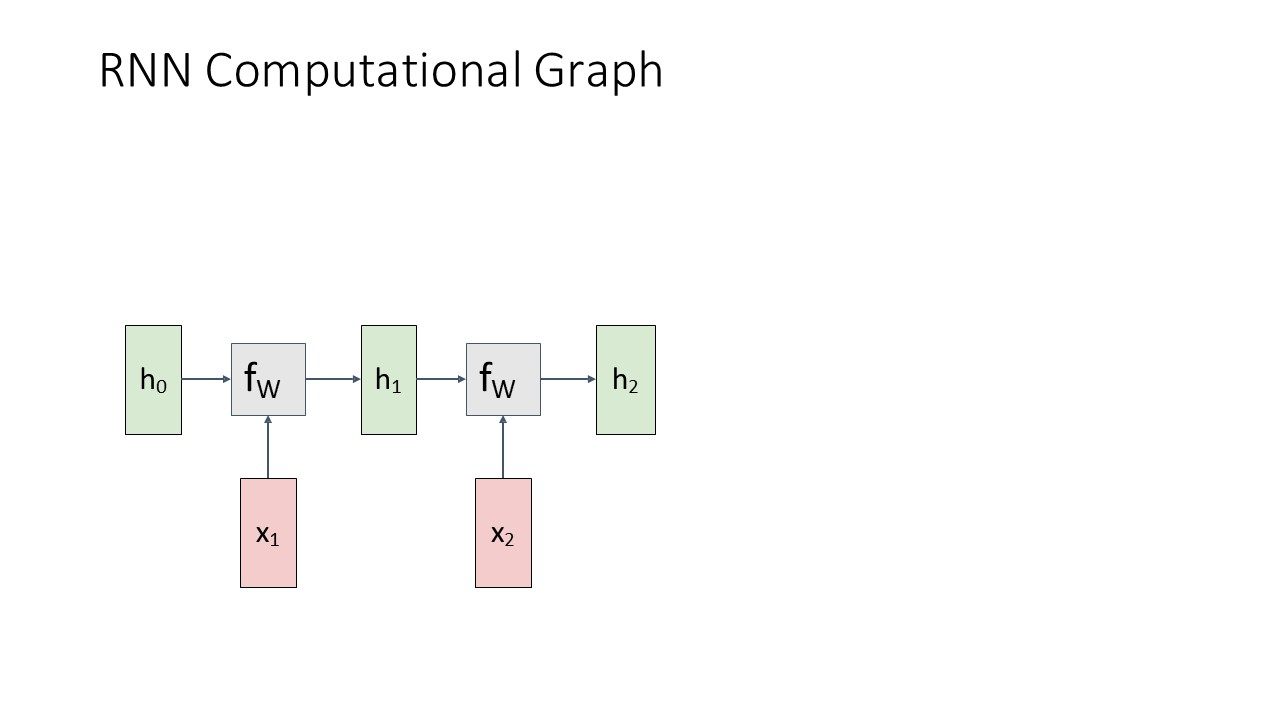 RNN Computational Graph
h₀ f_W h₁ f_W h₂
x₁ x₂